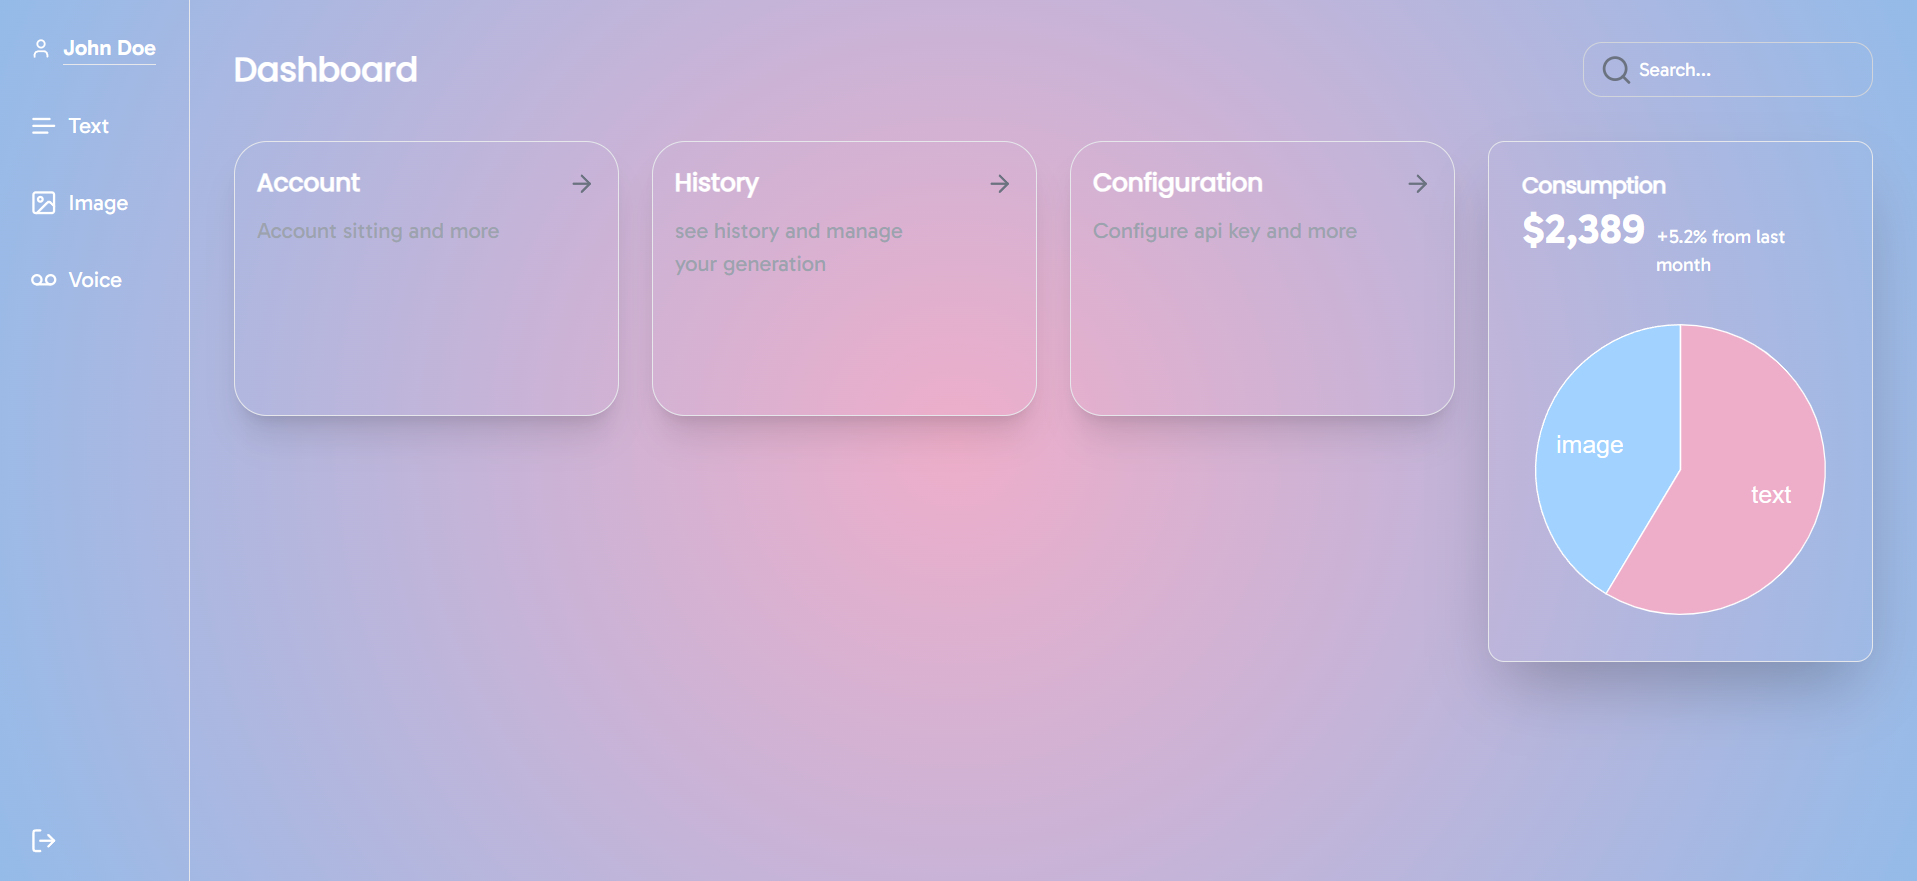 John Doe
Text
Image
Voice
Dashboard
Search...
Account
Account sitting and more
History
see history and manage
your generation
Configuration
Configure api key and more
Consumption
$2,389 +5.2% from last
month
image
text